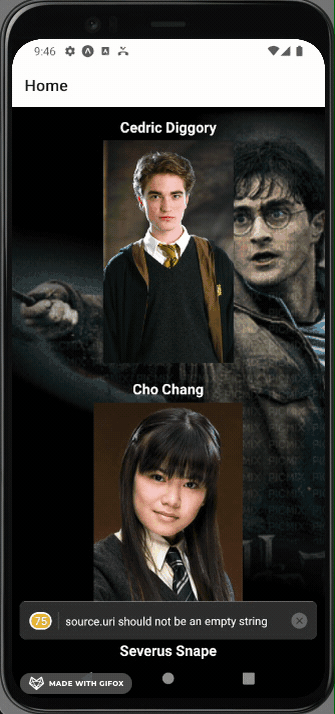 9:46
Home
Cedric Diggory
Cho Chang
75 source.uri should not be an empty string
Severus Snape
MADE WITH GIFOX